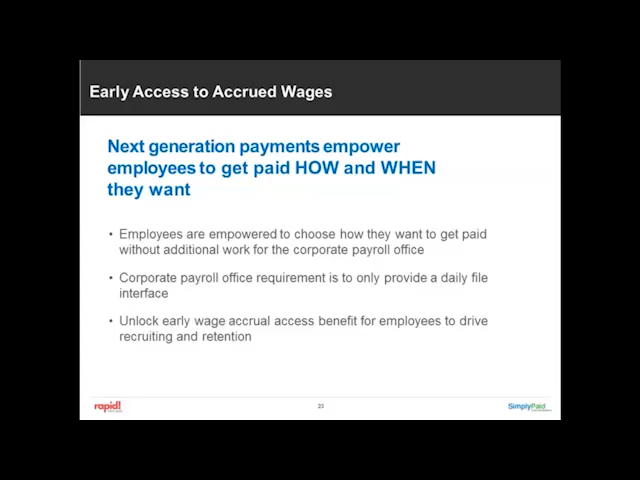 Early Access to Accrued Wages
Next generation payments empower
employees to get paid HOW and WHEN
they want
• Employees are empowered to choose how they want to get paid
without additional work for the corporate payroll office
• Corporate payroll office requirement is to only provide a daily file
interface
• Unlock early wage accrual access benefit for employees to drive
recruiting and retention
rapid!
23
SimplyPaid